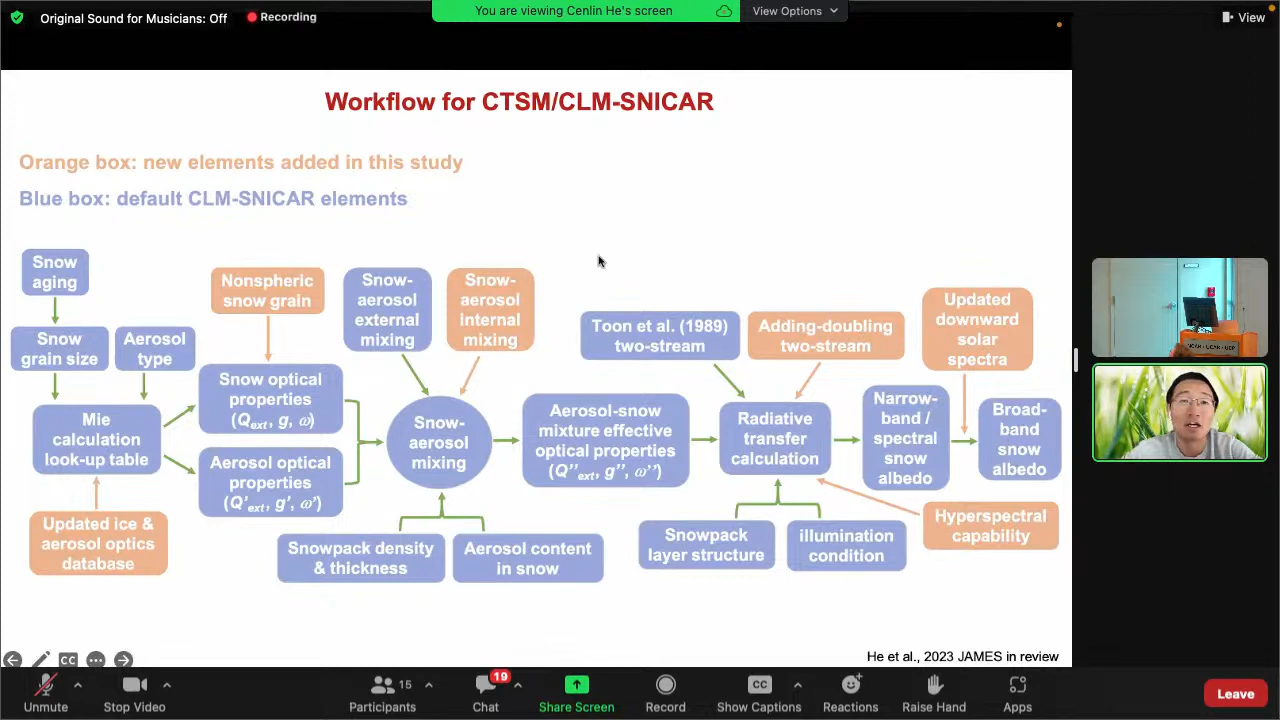 Original Sound for Musicians: Off
Recording
You are viewing Cenlin He's screen
View Options
View
Workflow for CTSM/CLM-SNICAR
Orange box: new elements added in this study
Blue box: default CLM-SNICAR elements
Snow
aging
Snow
grain size
Aerosol
type
Nonspheric
snow grain
Snow-
aerosol
external
mixing
Snow-
aerosol
internal
mixing
Toon et al. (1989)
two-stream
Adding-doubling
two-stream
Updated
downward
solar
spectra
Mie
calculation
look-up table
Snow optical
properties
(Qext, g, ω)
Aerosol optical
properties
(Q'ext, g', ω')
Snow-
aerosol
mixing
Aerosol-snow
mixture effective
optical properties
(Q''ext, g'', ω'')
Radiative
transfer
calculation
Narrow-
band /
spectral
snow
albedo
Broad-
band
snow
albedo
Updated ice &
aerosol optics
database
Snowpack density
& thickness
Aerosol content
in snow
Snowpack
layer structure
illumination
condition
Hyperspectral
capability
He et al., 2023 JAMES in review
NCAR | UCAR | UCP
CC
Unmute
Stop Video
15
Participants
19
Chat
Share Screen
Record
CC
Show Captions
Reactions
Raise Hand
Apps
Leave